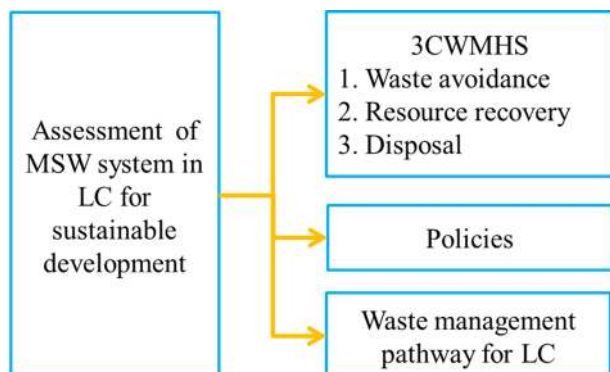 Assessment of
MSW system in
LC for
sustainable
development
3CWMHS
1. Waste avoidance
2. Resource recovery
3. Disposal
Policies
Waste management
pathway for LC